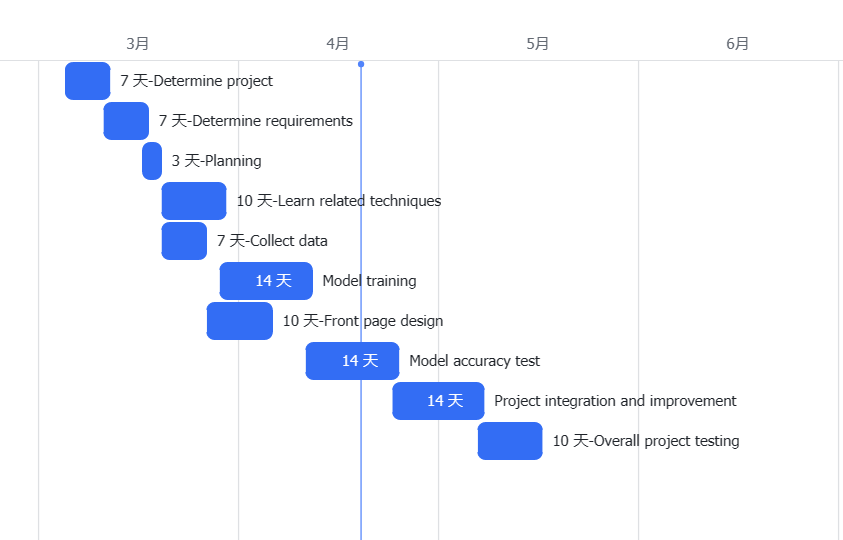 3月 4月 5月 6月
7 天-Determine project
7 天-Determine requirements
3 天-Planning
10 天-Learn related techniques
7 天-Collect data
14 天 Model training
10 天-Front page design
14 天 Model accuracy test
14 天 Project integration and improvement
10 天-Overall project testing